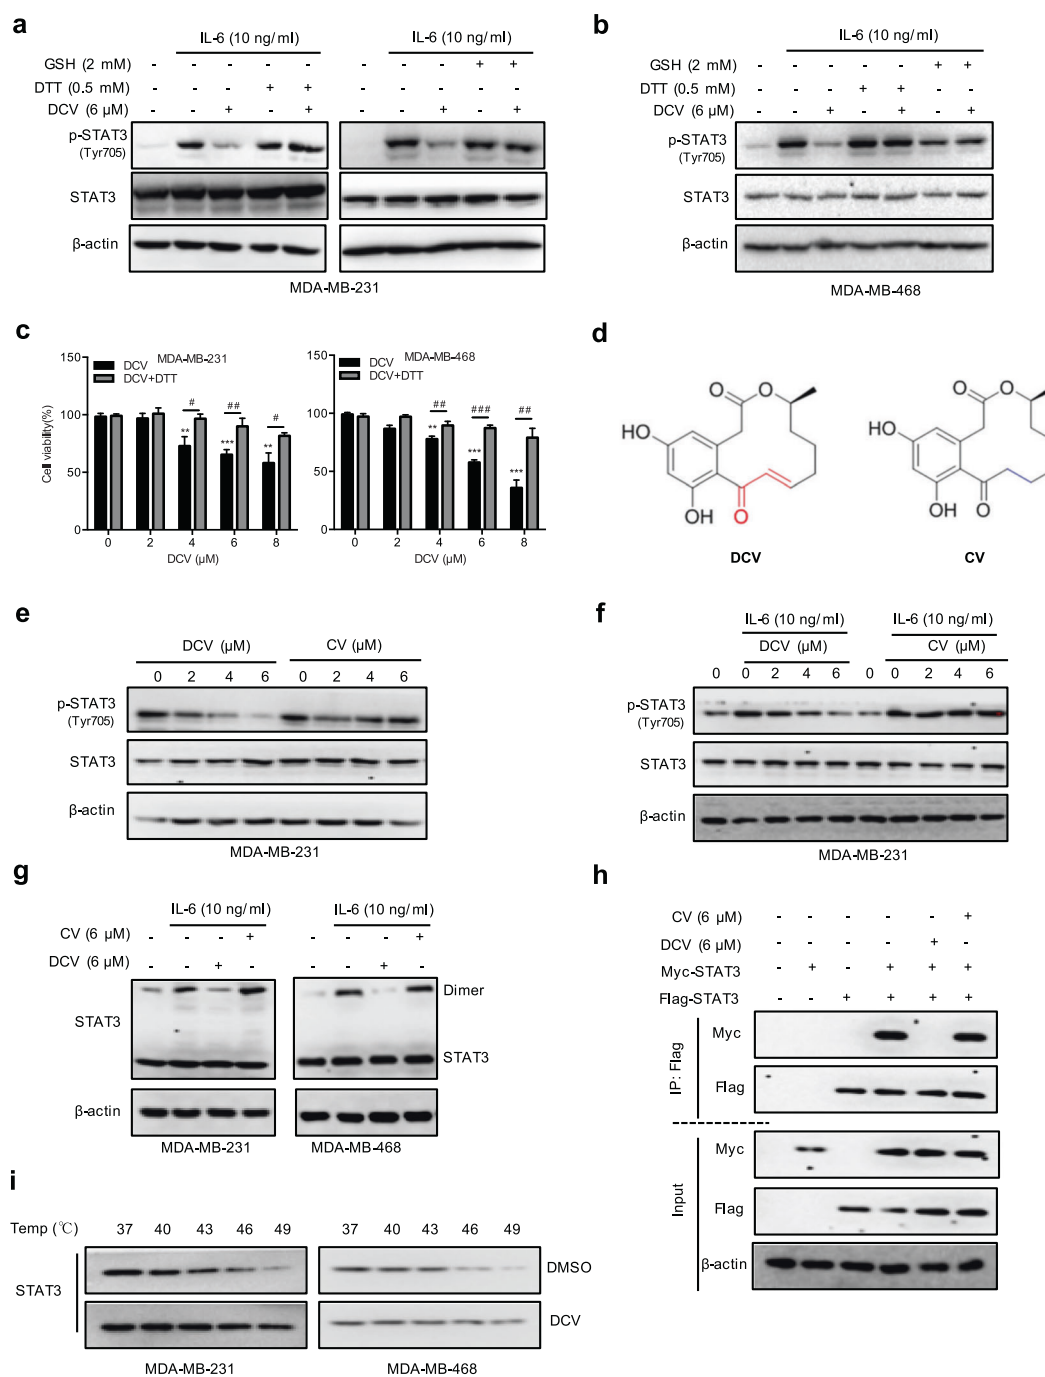 a
IL-6 (10 ng/ml)
IL-6 (10 ng/ml)
GSH (2 mM) - - - + +
DTT (0.5 mM) - - - + +
DCV (6 μM) - - + - + - - + - +
p-STAT3
(Tyr705)
STAT3
β-actin
MDA-MB-231
b
IL-6 (10 ng/ml)
GSH (2 mM) - - - - - + +
DTT (0.5 mM) - - - + + - -
DCV (6 μM) - - + - + - +
p-STAT3
(Tyr705)
STAT3
β-actin
MDA-MB-468
c
Cell viability(%)
150
100
50
0
MDA-MB-231
DCV
DCV+DTT
# ## #
** *** **
0 2 4 6 8
DCV (μM)
150
100
50
0
MDA-MB-468
DCV
DCV+DTT
## ### ##
** *** ***
0 2 4 6 8
DCV (μM)
d
O O
HO
OH O
DCV
O O
HO
OH O
CV
e
DCV (μM) CV (μM)
0 2 4 6 0 2 4 6
p-STAT3
(Tyr705)
STAT3
β-actin
MDA-MB-231
f
IL-6 (10 ng/ml) IL-6 (10 ng/ml)
DCV (μM) CV (μM)
0 0 2 4 6 0 0 2 4 6
p-STAT3
(Tyr705)
STAT3
β-actin
MDA-MB-231
g
IL-6 (10 ng/ml) IL-6 (10 ng/ml)
CV (6 μM) - - - + - - - +
DCV (6 μM) - - + - - - + -
STAT3
Dimer
STAT3
β-actin
MDA-MB-231 MDA-MB-468
h
CV (6 μM) - - - - - +
DCV (6 μM) - - - - + -
Myc-STAT3 - + - + + +
Flag-STAT3 - - + + + +
IP: Flag
Myc
Flag
Input
Myc
Flag
β-actin
i
Temp (℃) 37 40 43 46 49 37 40 43 46 49
STAT3
DMSO
DCV
MDA-MB-231 MDA-MB-468